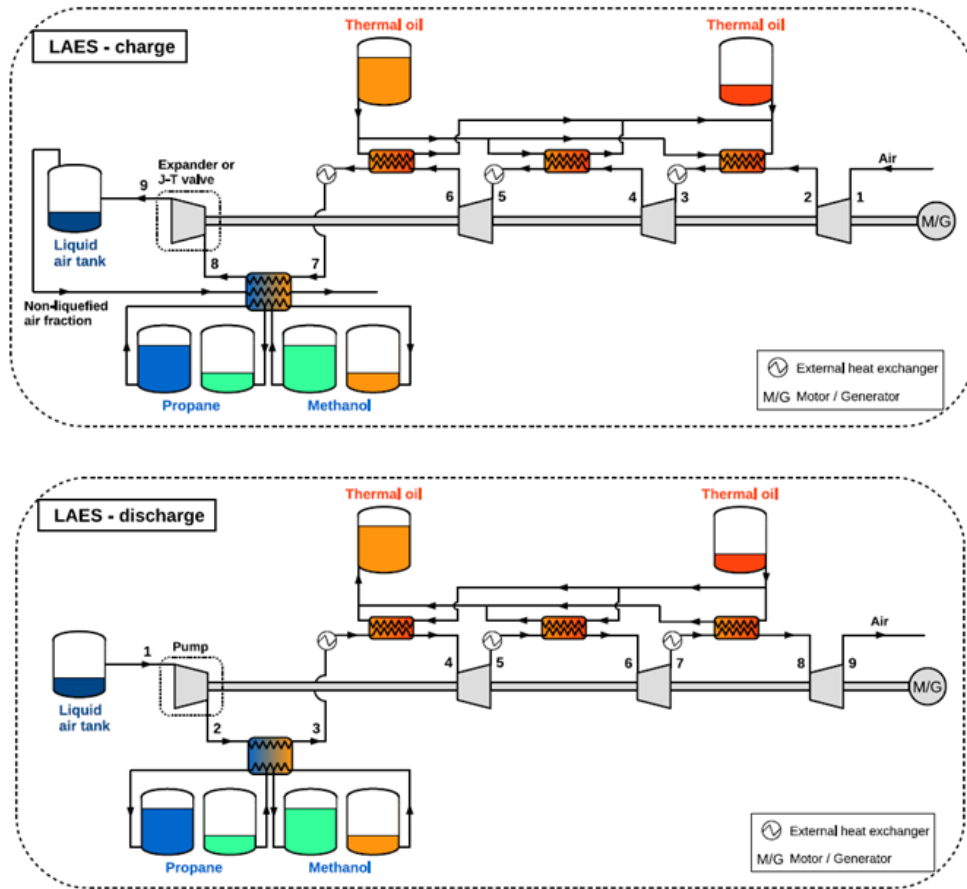 LAES - charge
Thermal oil
Thermal oil
Air
Expander or
J-T valve
9
6
5
4
3
2
1
M/G
Liquid
air tank
8
7
Non-liquefied
air fraction
Propane
Methanol
External heat exchanger
M/G Motor / Generator
LAES - discharge
Thermal oil
Thermal oil
Air
1
Pump
4
5
6
7
8
9
M/G
Liquid
air tank
2
3
Propane
Methanol
External heat exchanger
M/G Motor / Generator